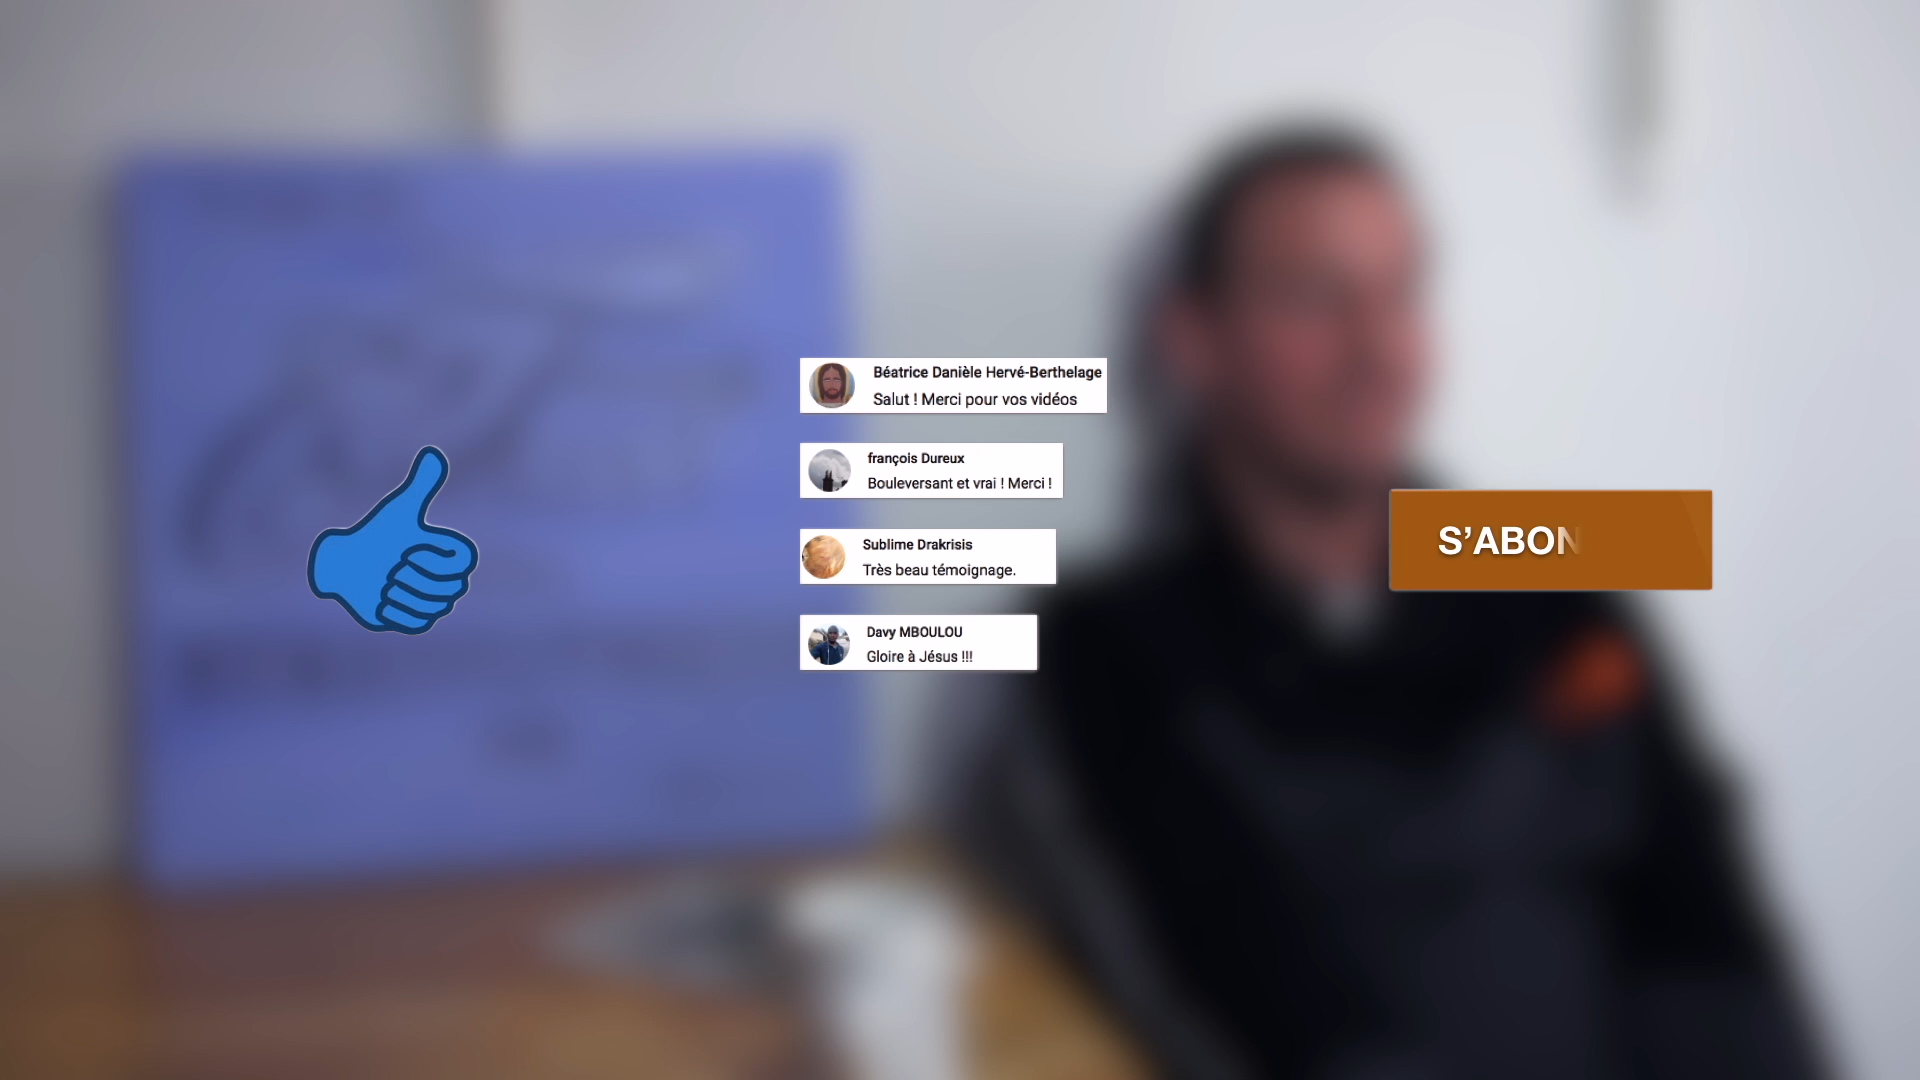 Béatrice Danièle Hervé-Berthelage
Salut ! Merci pour vos vidéos
françois Dureux
Bouleversant et vrai ! Merci !
Sublime Drakrisis
Très beau témoignage.
Davy MBOULOU
Gloire à Jésus !!!
S’ABON